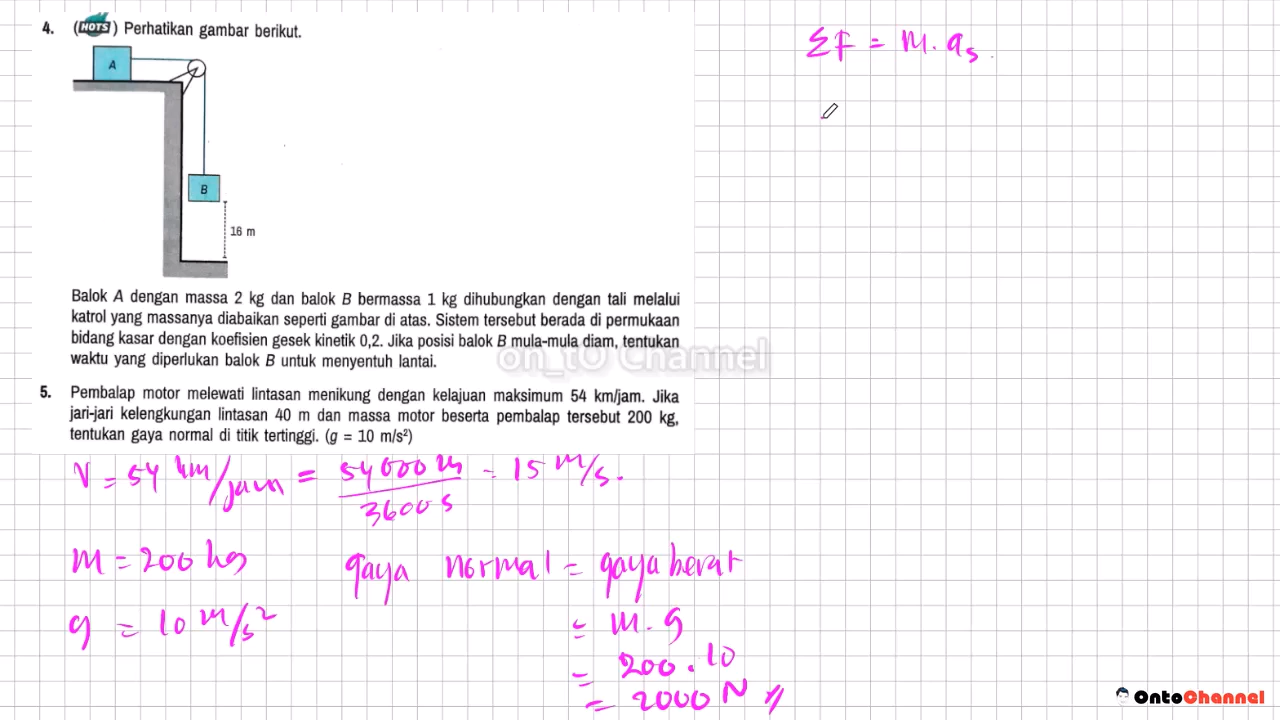 4. (HOTS) Perhatikan gambar berikut.
A
B
16 m
Balok A dengan massa 2 kg dan balok B bermassa 1 kg dihubungkan dengan tali melalui
katrol yang massanya diabaikan seperti gambar di atas. Sistem tersebut berada di permukaan
bidang kasar dengan koefisien gesek kinetik 0,2. Jika posisi balok B mula-mula diam, tentukan
waktu yang diperlukan balok B untuk menyentuh lantai.
on_tO Channel
5. Pembalap motor melewati lintasan menikung dengan kelajuan maksimum 54 km/jam. Jika
jari-jari kelengkungan lintasan 40 m dan massa motor beserta pembalap tersebut 200 kg,
tentukan gaya normal di titik tertinggi. (g = 10 m/s²)
V = 54 km/jam = 54000 m / 3600 s = 15 m/s.
m = 200 kg
g = 10 m/s²
gaya normal = gaya berat
= m. g
= 200 . 10
= 2000 N //
ΣF = m. as
OntoChannel